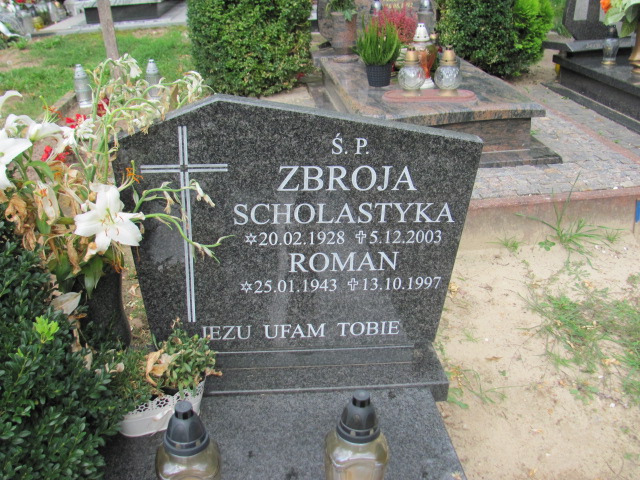 Ś. P.
ZBROJA
SCHOLASTYKA
✡20.02.1928 ✝5.12.2003
ROMAN
✡25.01.1943 ✝13.10.1997
JEZU UFAM TOBIE